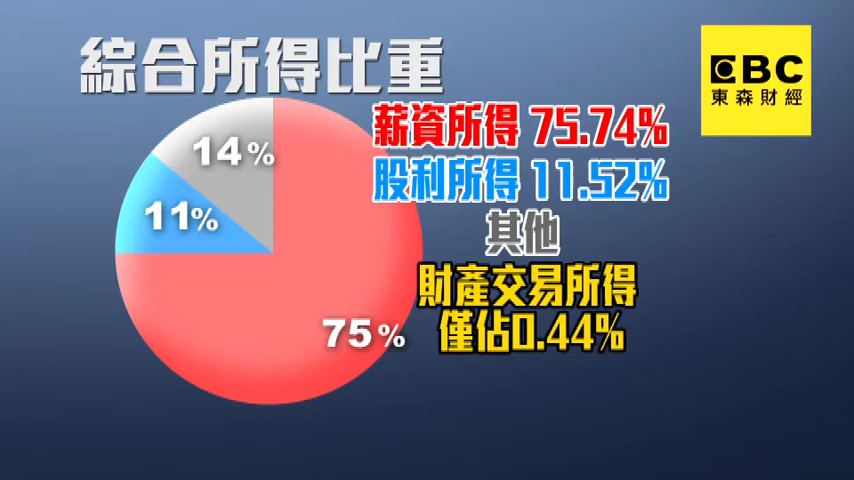 綜合所得比重
EBC
東森財經
薪資所得 75.74%
股利所得 11.52%
其他
財產交易所得
僅佔0.44%
14%
11%
75%